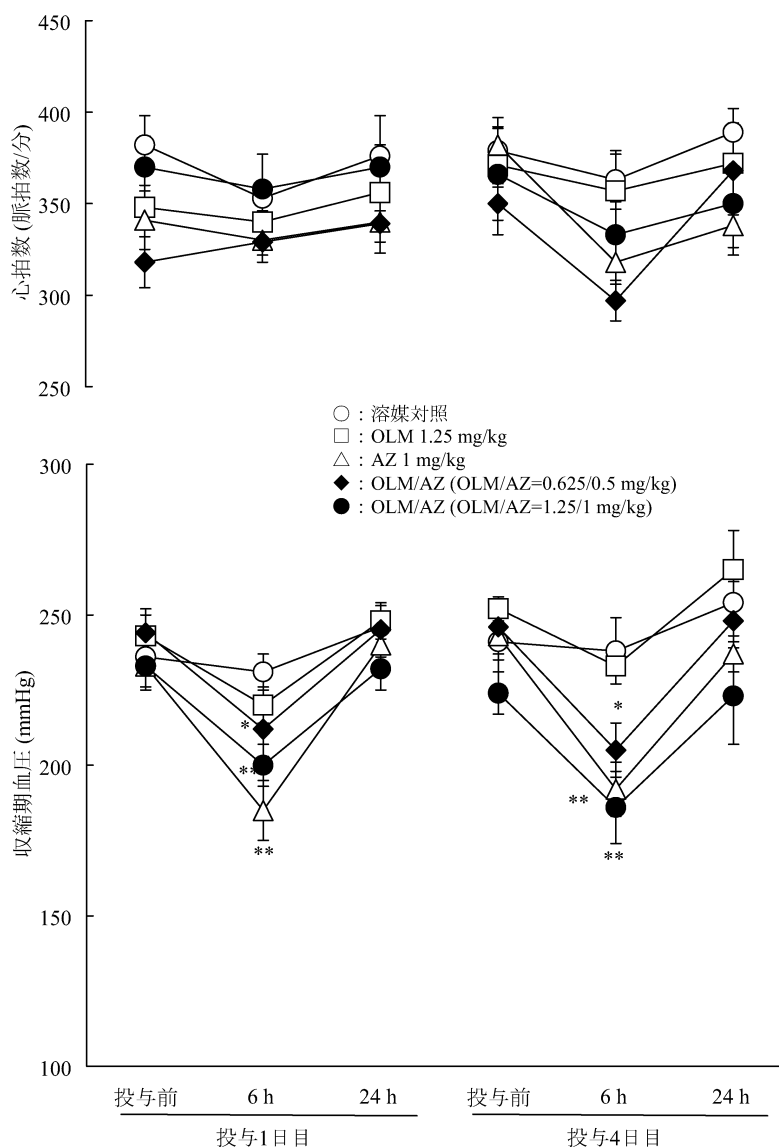 450
400
350
300
250
心拍数 (脈拍数/分)
○ : 溶媒対照
□ : OLM 1.25 mg/kg
△ : AZ 1 mg/kg
◆ : OLM/AZ (OLM/AZ=0.625/0.5 mg/kg)
● : OLM/AZ (OLM/AZ=1.25/1 mg/kg)
300
250
200
150
100
収縮期血圧 (mmHg)
*
**
**
*
**
**
投与前 6 h 24 h 投与前 6 h 24 h
投与1日目 投与4日目